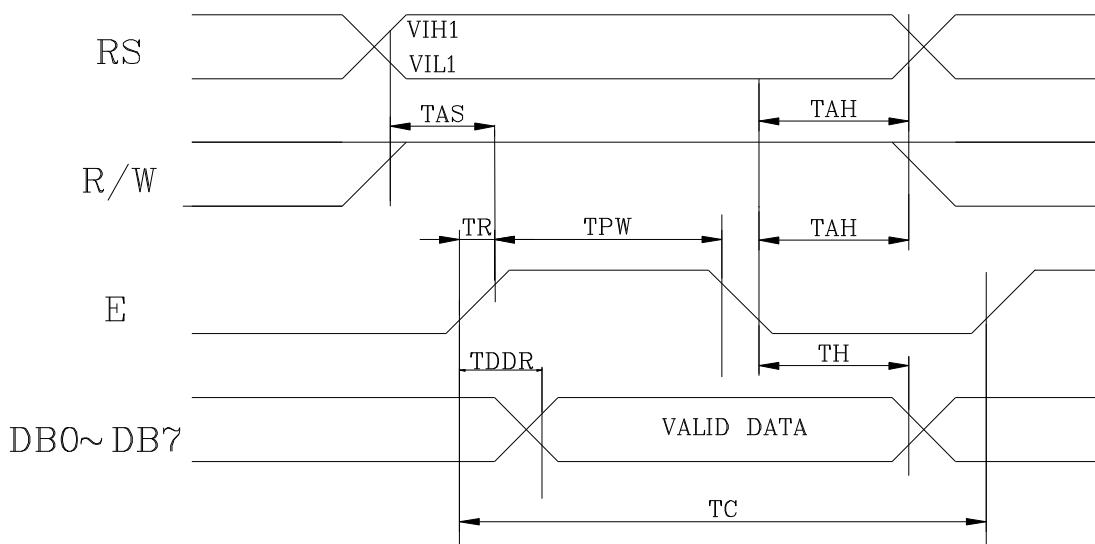 RS
VIH1
VIL1
TAS
TAH
R/W
TR
TPW
TAH
E
TDDR
TH
DB0~DB7
VALID DATA
TC